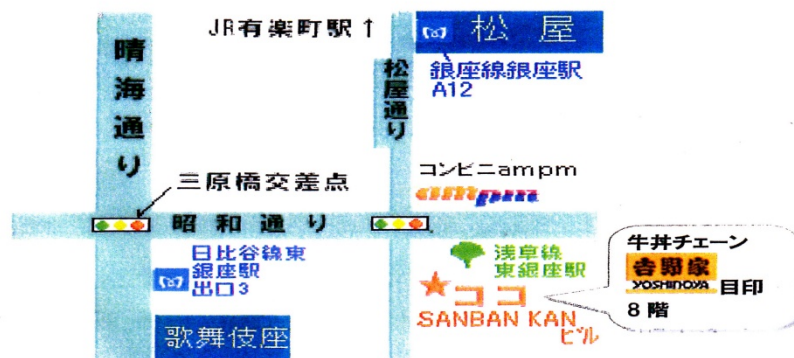 JR有楽町駅↑
松 屋
銀座線銀座駅
A12
晴海通り
松屋通り
コンビニampm
ampm
三原橋交差点
昭 和 通 り
日比谷線東
銀座駅
出口3
浅草線
東銀座駅
★ココ
SANBAN KAN
ビル
歌舞伎座
牛丼チェーン
吉野家
YOSHINOYA 目印
8 階